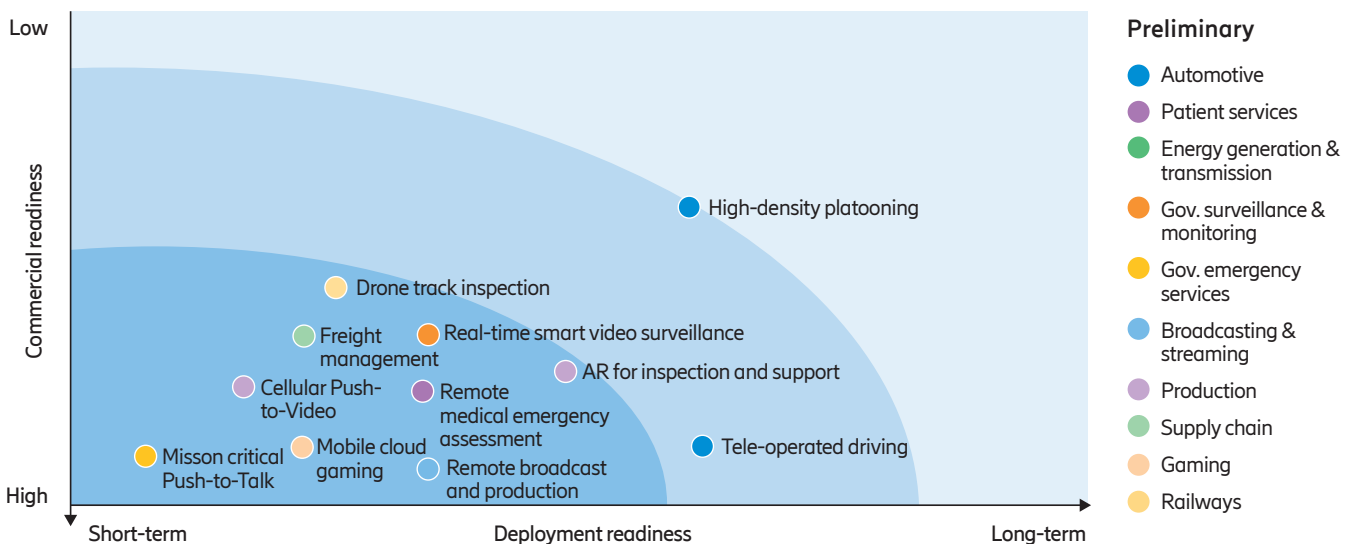 Low
Commercial readiness
High
Short-term
Deployment readiness
Long-term
High-density platooning
Drone track inspection
Freight
management
Real-time smart video surveillance
AR for inspection and support
Cellular Push-
to-Video
Remote
medical emergency
assessment
Misson critical
Push-to-Talk
Mobile cloud
gaming
Remote broadcast
and production
Tele-operated driving
Preliminary
Automotive
Patient services
Energy generation &
transmission
Gov. surveillance &
monitoring
Gov. emergency
services
Broadcasting &
streaming
Production
Supply chain
Gaming
Railways